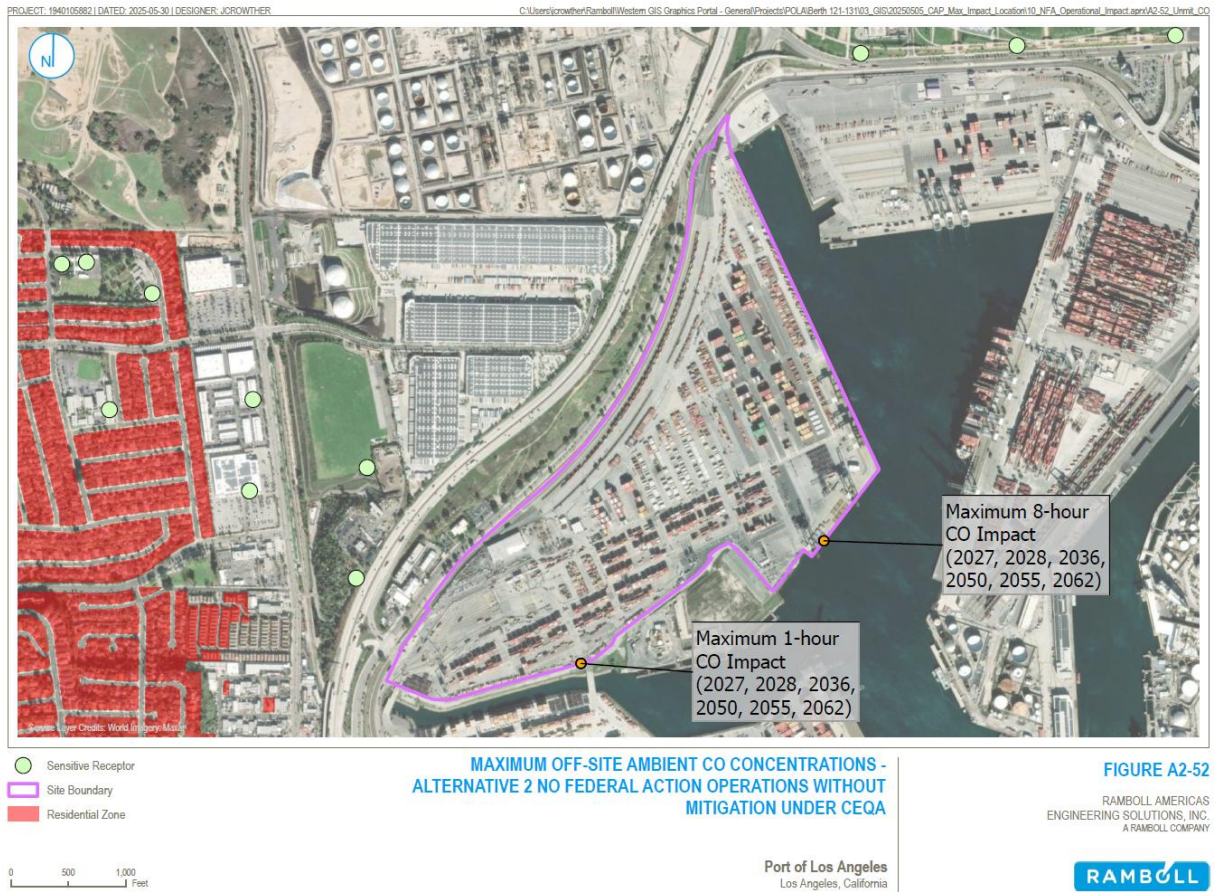 PROJECT: 1940105882 | DATED: 2025-05-30 | DESIGNER: JCROWTHER
C:\Users\jcrowther\Ramboll\Western GIS Graphics Portal - General\Projects\POLA\Berth 121-131\03_GIS\20250505_CAP_Max_Impact_Location\10_NFA_Operational_Impact.aprx\A2-52_Unmit_CO
N
Maximum 8-hour
CO Impact
(2027, 2028, 2036,
2050, 2055, 2062)
Maximum 1-hour
CO Impact
(2027, 2028, 2036,
2050, 2055, 2062)
Source Layer Credits: World Imagery: Maxar
Sensitive Receptor
Site Boundary
Residential Zone
0 500 1,000
Feet
MAXIMUM OFF-SITE AMBIENT CO CONCENTRATIONS -
ALTERNATIVE 2 NO FEDERAL ACTION OPERATIONS WITHOUT
MITIGATION UNDER CEQA
Port of Los Angeles
Los Angeles, California
FIGURE A2-52
RAMBOLL AMERICAS
ENGINEERING SOLUTIONS, INC.
A RAMBOLL COMPANY
RAMBOLL